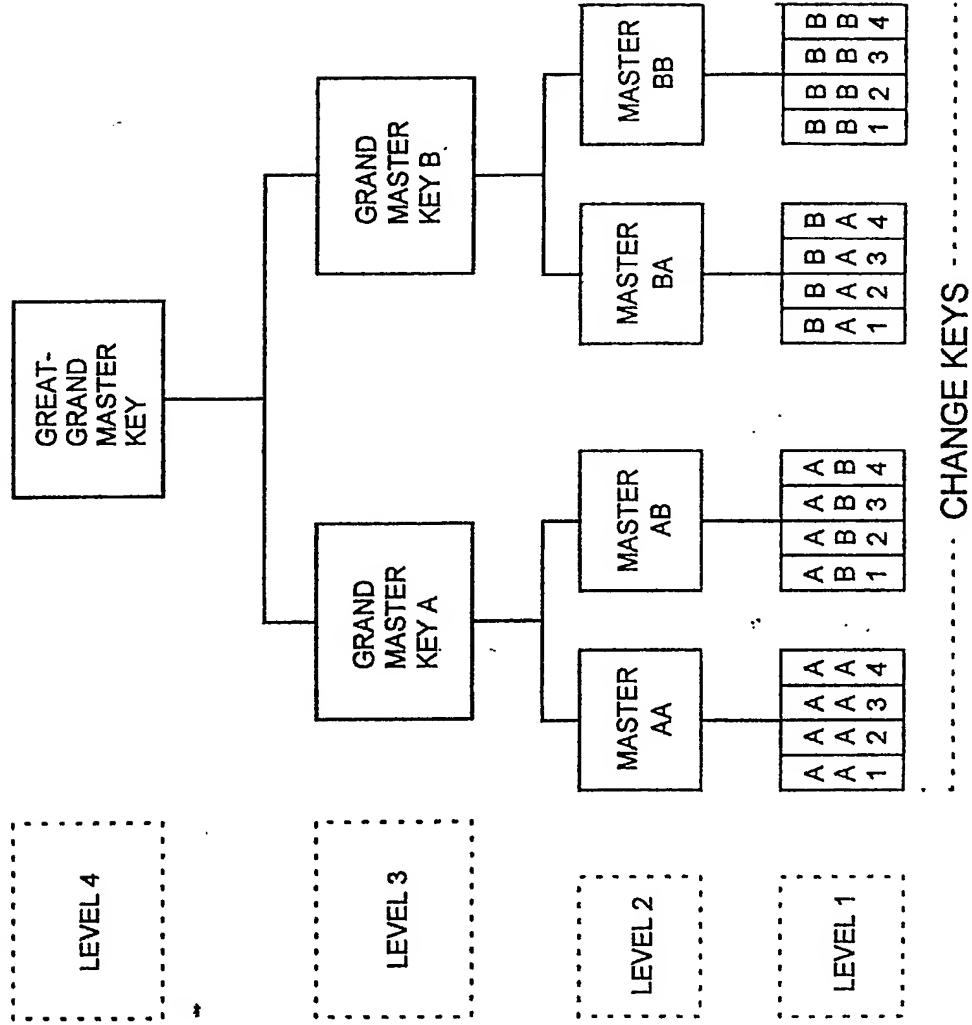 LEVEL 4
GREAT-
GRAND
MASTER
KEY
LEVEL 3
GRAND
MASTER
KEY A
GRAND
MASTER
KEY B
LEVEL 2
MASTER
AA
MASTER
AB
MASTER
BA
MASTER
BB
LEVEL 1
A A A A
A A A A
1 2 3 4
A A A A
B B B B
1 2 3 4
B B B B
A A A A
1 2 3 4
B B B B
B B B B
1 2 3 4
CHANGE KEYS